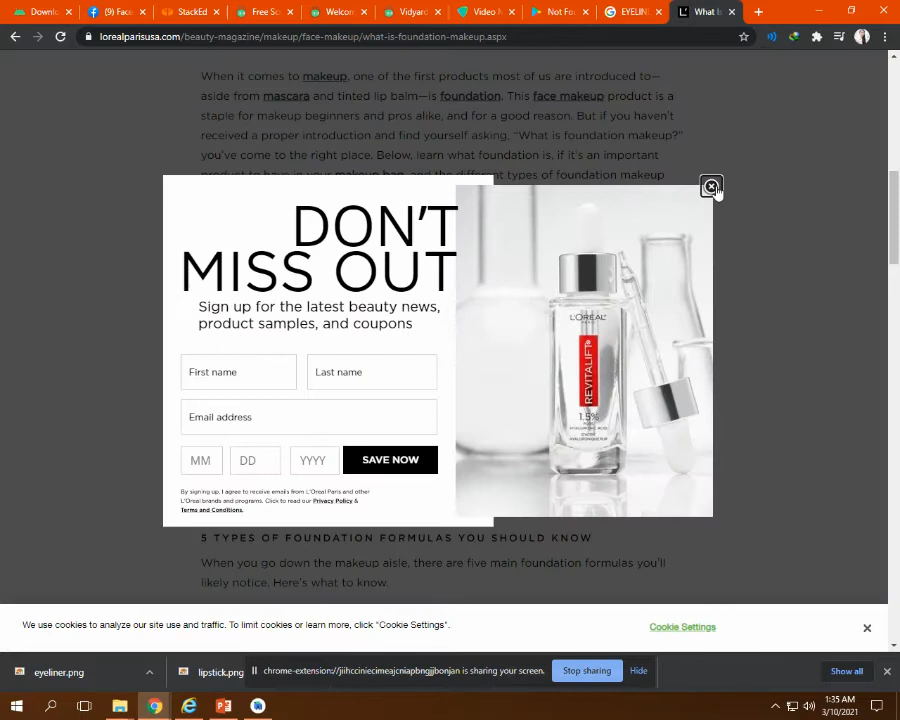 Downlo
(9) Face
StackEd
Free So
Welcom
Vidyard
Video M
Not Fou
EYELIN
What Is
lorealparisusa.com/beauty-magazine/makeup/face-makeup/what-is-foundation-makeup.aspx
When it comes to makeup, one of the first products most of us are introduced to—
aside from mascara and tinted lip balm—is foundation. This face makeup product is a
staple for makeup beginners and pros alike, and for a good reason. But if you haven't
received a proper introduction and find yourself asking, "What is foundation makeup?"
you've come to the right place. Below, learn what foundation is, if it's an important
product to have in your makeup bag, and the different types of foundation makeup
DON'T
MISS OUT
Sign up for the latest beauty news,
product samples, and coupons
First name
Last name
Email address
MM
DD
YYYY
SAVE NOW
By signing up, I agree to receive emails from L'Oreal Paris and other
L'Oreal brands and programs. Click to read our Privacy Policy &
Terms and Conditions.
L'ORÉAL
REVITALIFT
1.5%
5 TYPES OF FOUNDATION FORMULAS YOU SHOULD KNOW
When you go down the makeup aisle, there are five main foundation formulas you'll
likely notice. Here's what to know.
We use cookies to analyze our site use and traffic. To limit cookies or learn more, click "Cookie Settings".
Cookie Settings
eyeliner.png
lipstick.png
chrome-extension://jiihcciniecimeajcniapbngjjbonjan is sharing your screen.
Stop sharing
Hide
Show all
1:35 AM
3/10/2021